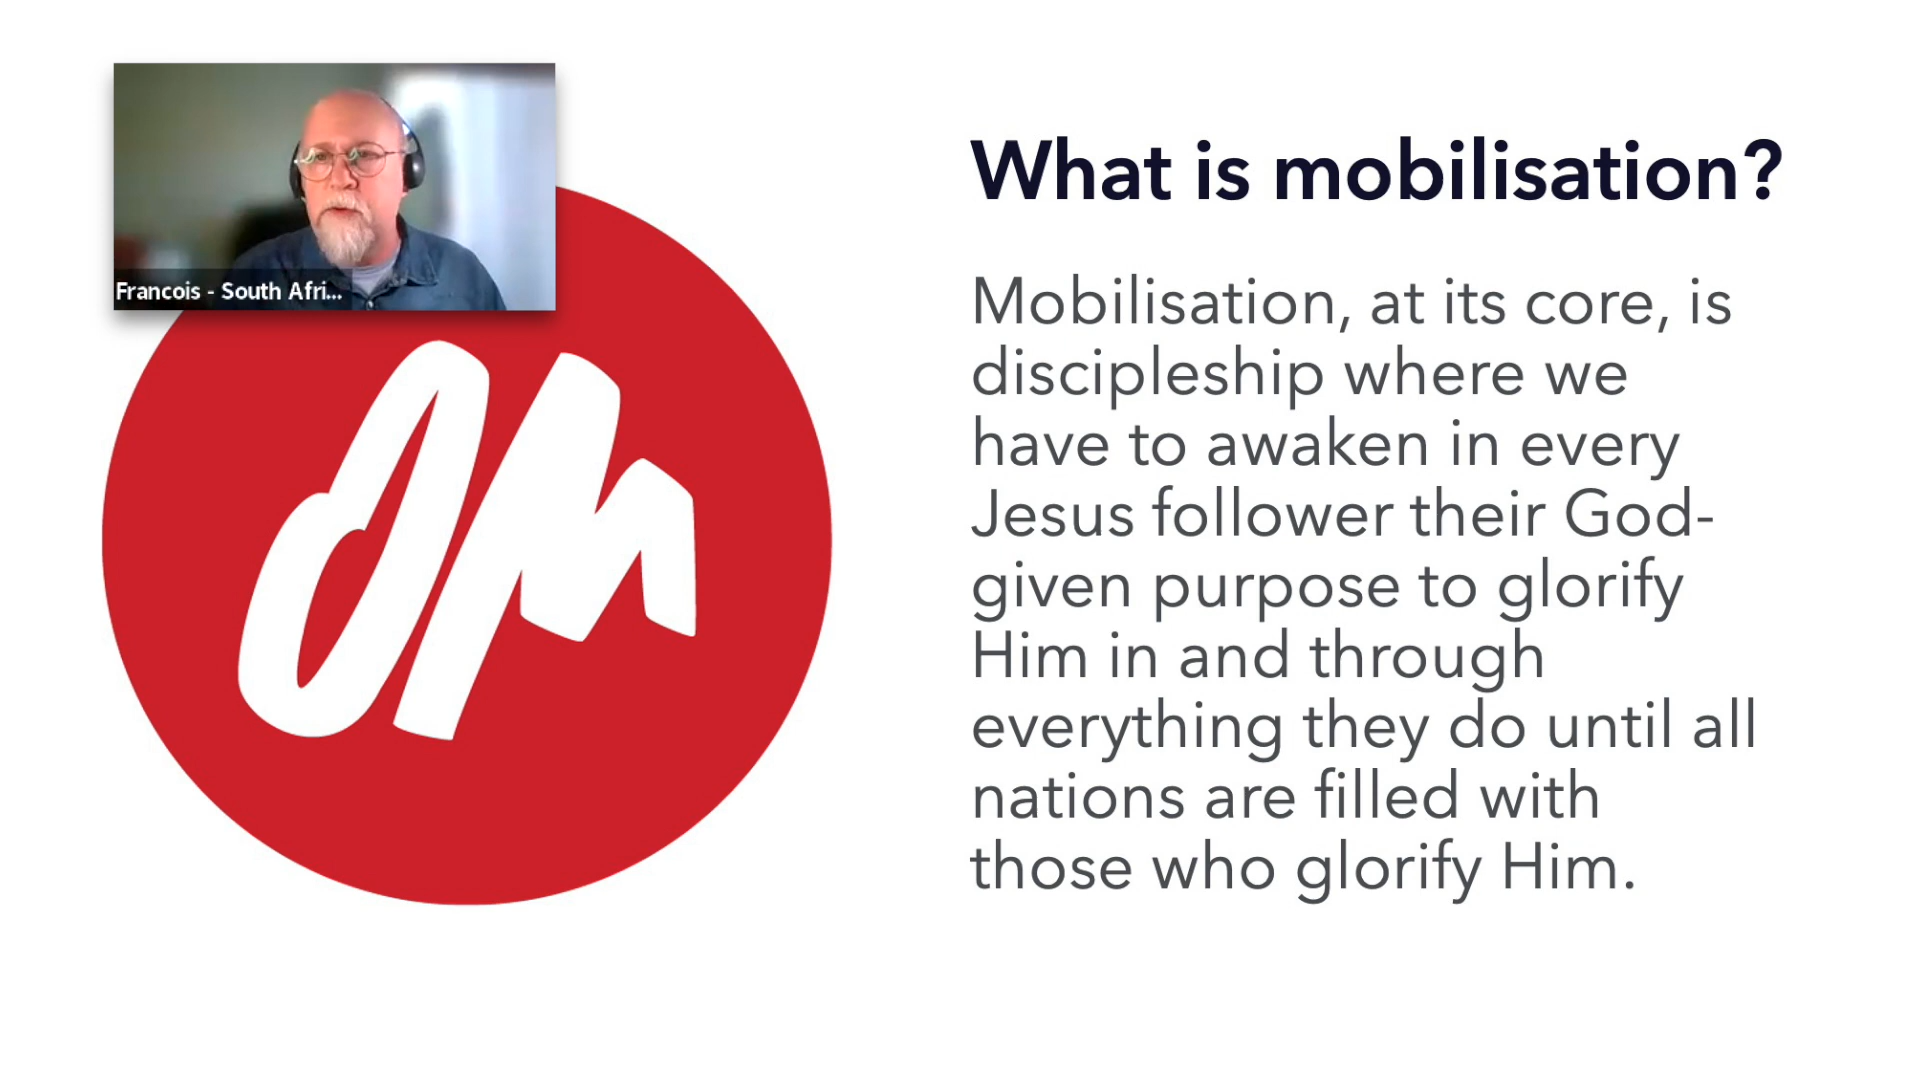 Francois - South Afri...
OM
What is mobilisation?
Mobilisation, at its core, is
discipleship where we
have to awaken in every
Jesus follower their God-
given purpose to glorify
Him in and through
everything they do until all
nations are filled with
those who glorify Him.